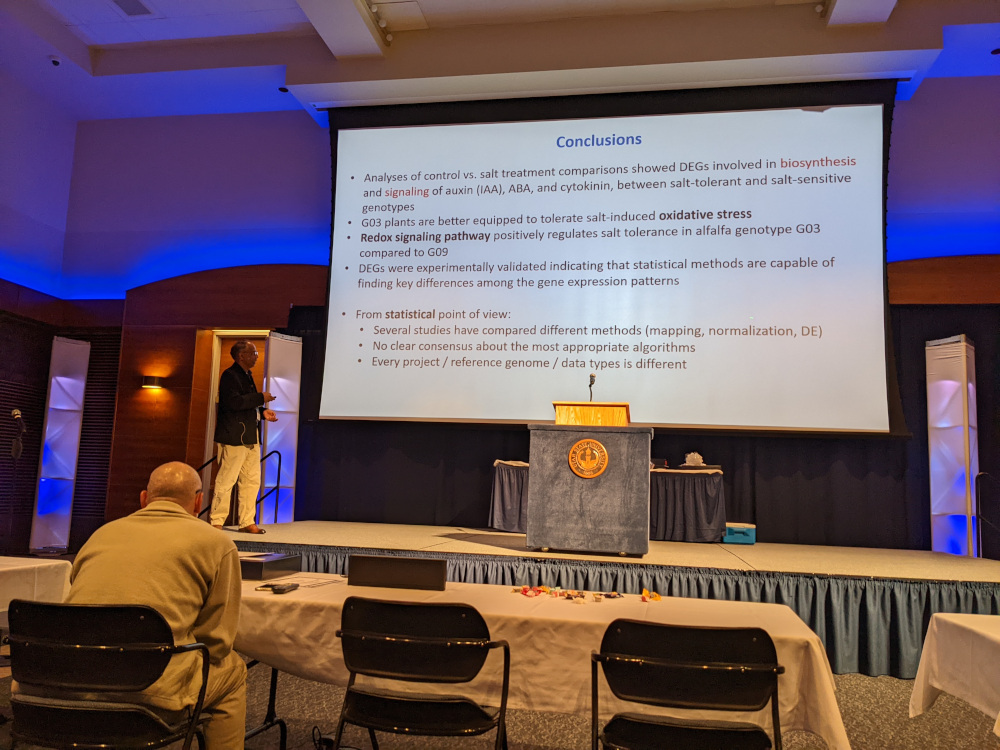 Conclusions
• Analyses of control vs. salt treatment comparisons showed DEGs involved in biosynthesis
and signaling of auxin (IAA), ABA, and cytokinin, between salt-tolerant and salt-sensitive
genotypes
• G03 plants are better equipped to tolerate salt-induced oxidative stress
• Redox signaling pathway positively regulates salt tolerance in alfalfa genotype G03
compared to G09
• DEGs were experimentally validated indicating that statistical methods are capable of
finding key differences among the gene expression patterns
• From statistical point of view:
• Several studies have compared different methods (mapping, normalization, DE)
• No clear consensus about the most appropriate algorithms
• Every project / reference genome / data types is different